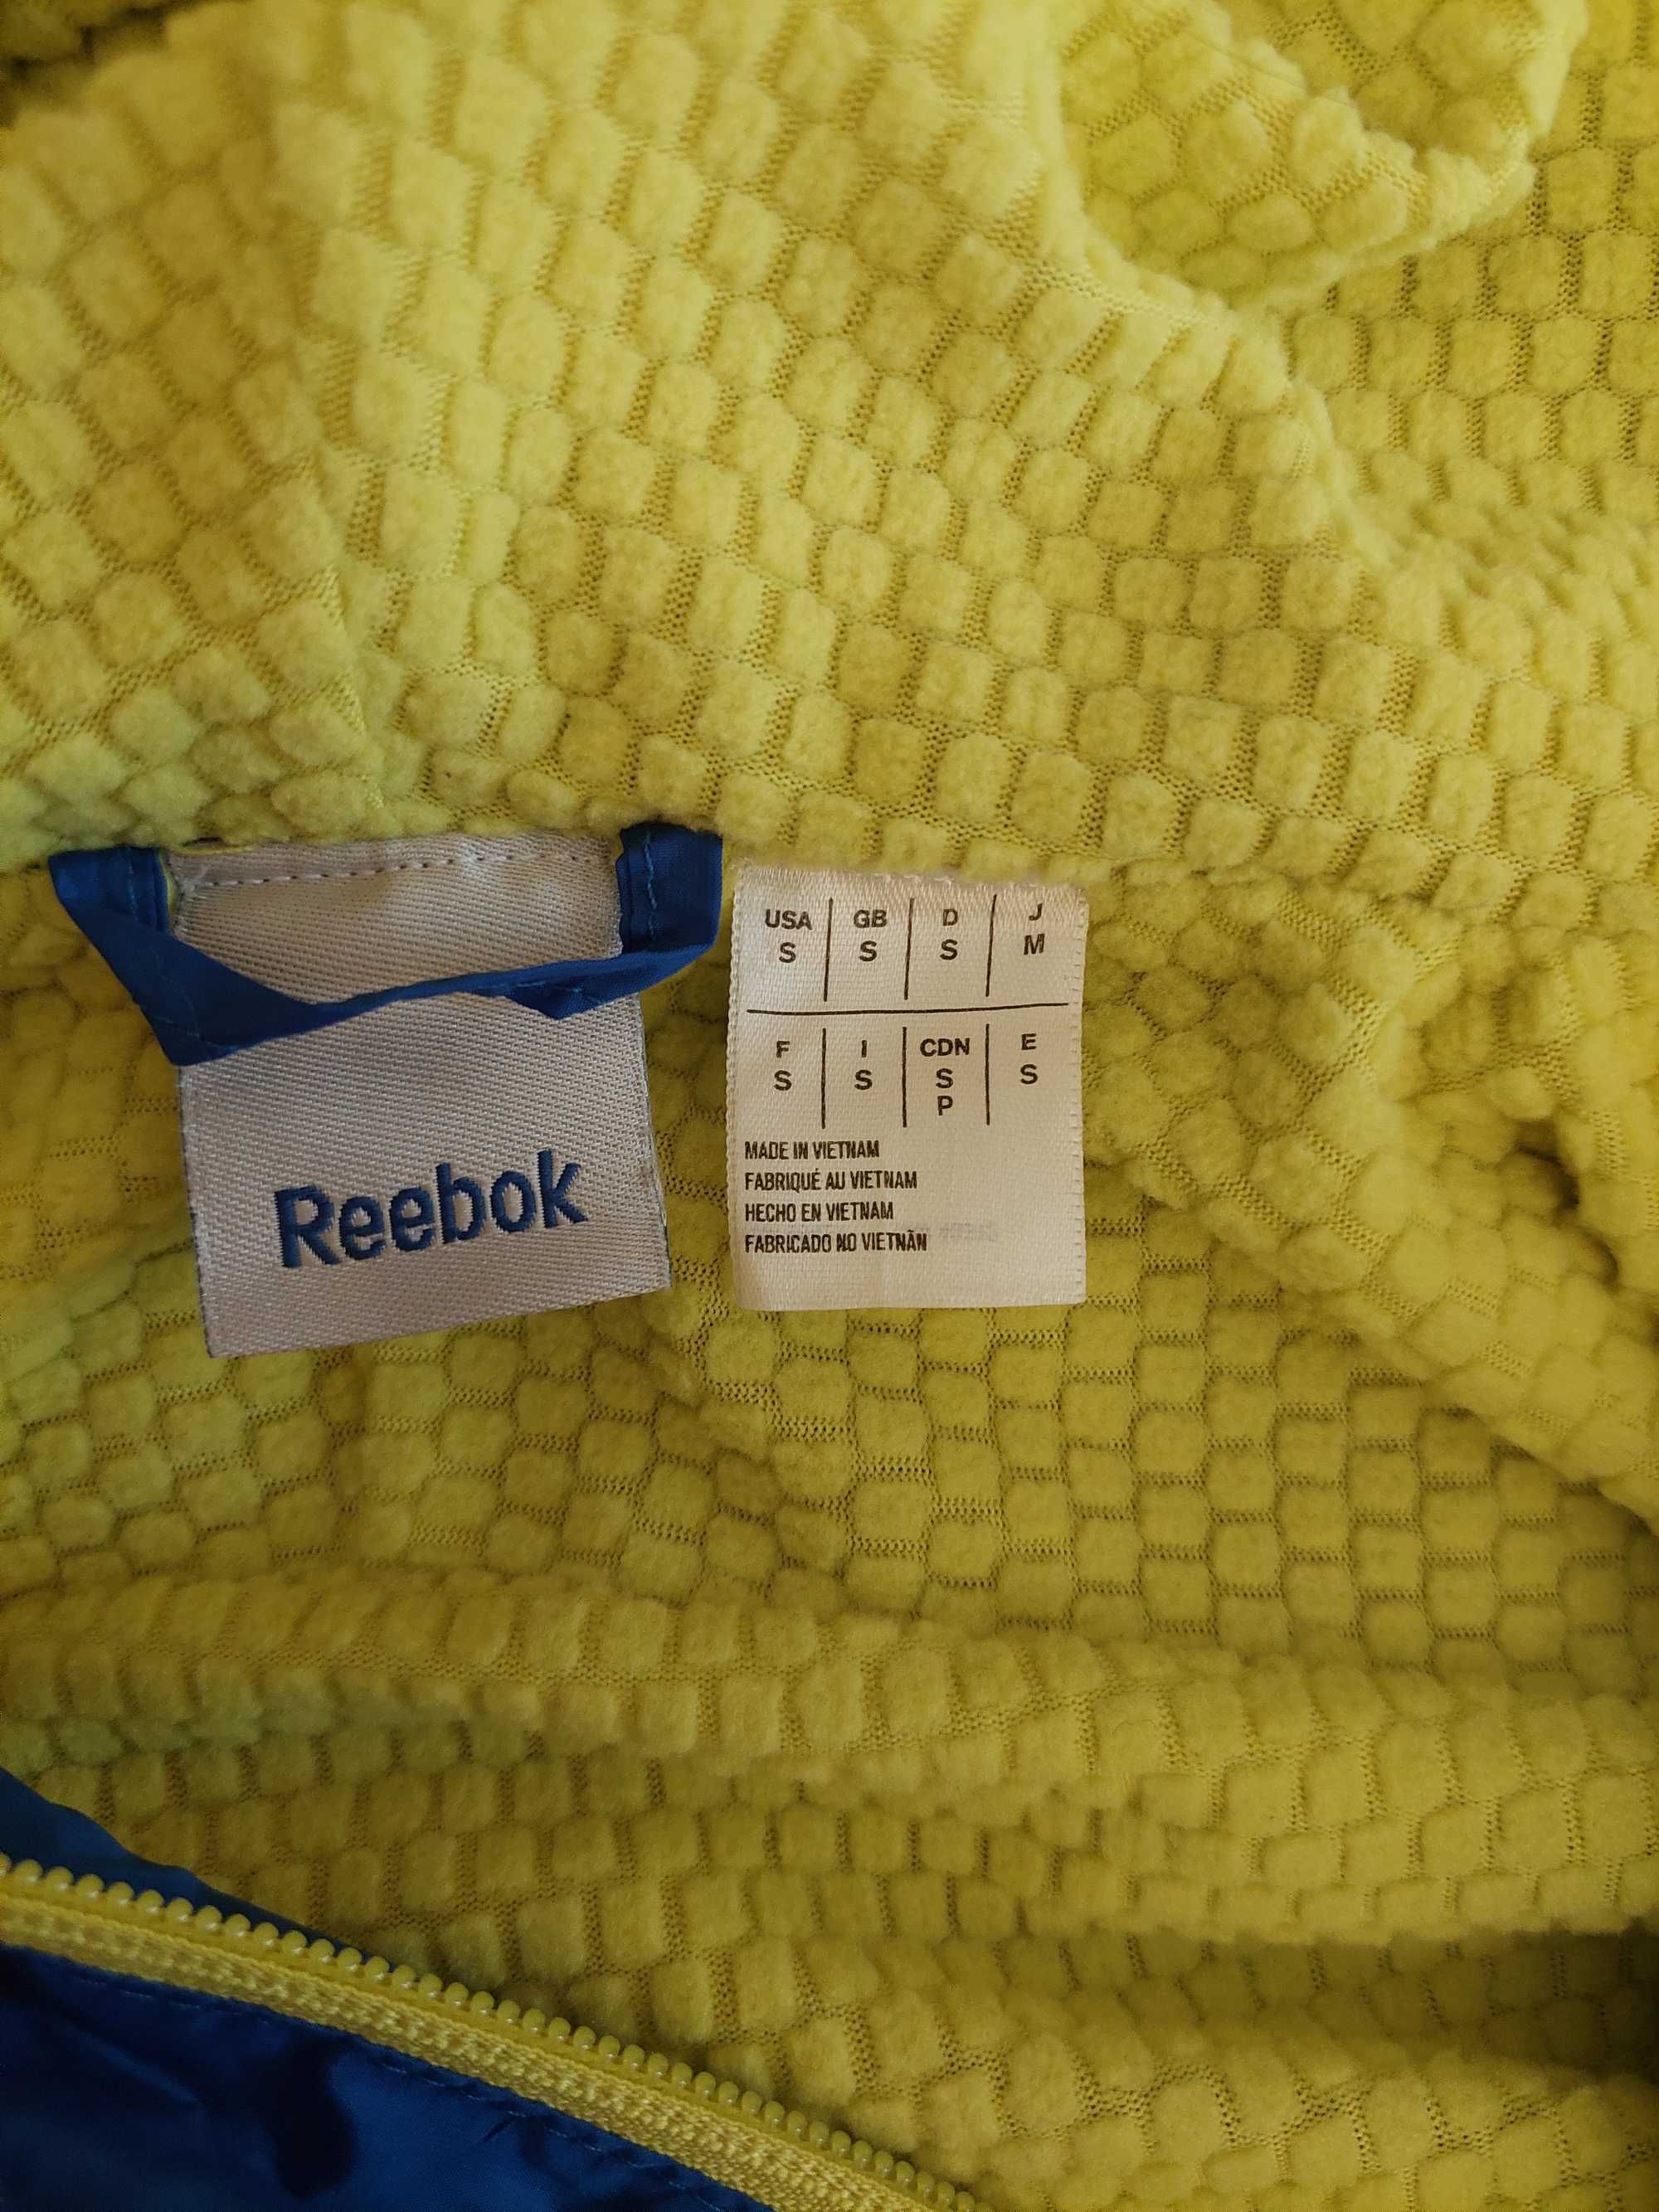 Reebok
USA GB D J
S S S M
F I CDN E
S S S S
P
MADE IN VIETNAM
FABRIQUÉ AU VIETNAM
HECHO EN VIETNAM
FABRICADO NO VIETNÃN